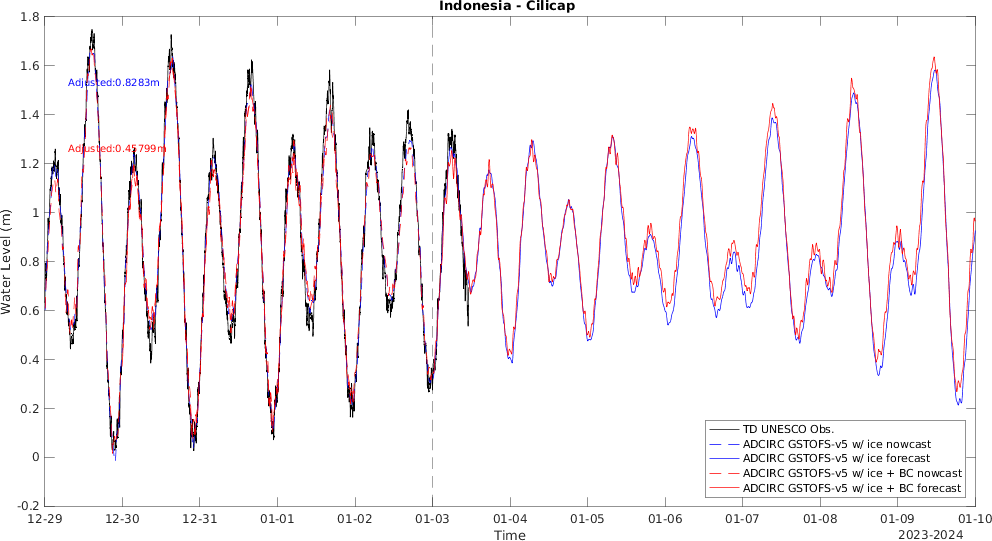 Indonesia - Cilicap
1.8
1.6
1.4
1.2
1
0.8
0.6
0.4
0.2
0
-0.2
Water Level (m)
Adjusted:0.8283m
Adjusted:0.45799m
TD UNESCO Obs.
ADCIRC GSTOFS-v5 w/ ice nowcast
ADCIRC GSTOFS-v5 w/ ice forecast
ADCIRC GSTOFS-v5 w/ ice + BC nowcast
ADCIRC GSTOFS-v5 w/ ice + BC forecast
12-29 12-30 12-31 01-01 01-02 01-03 01-04 01-05 01-06 01-07 01-08 01-09 01-10
Time
2023-2024